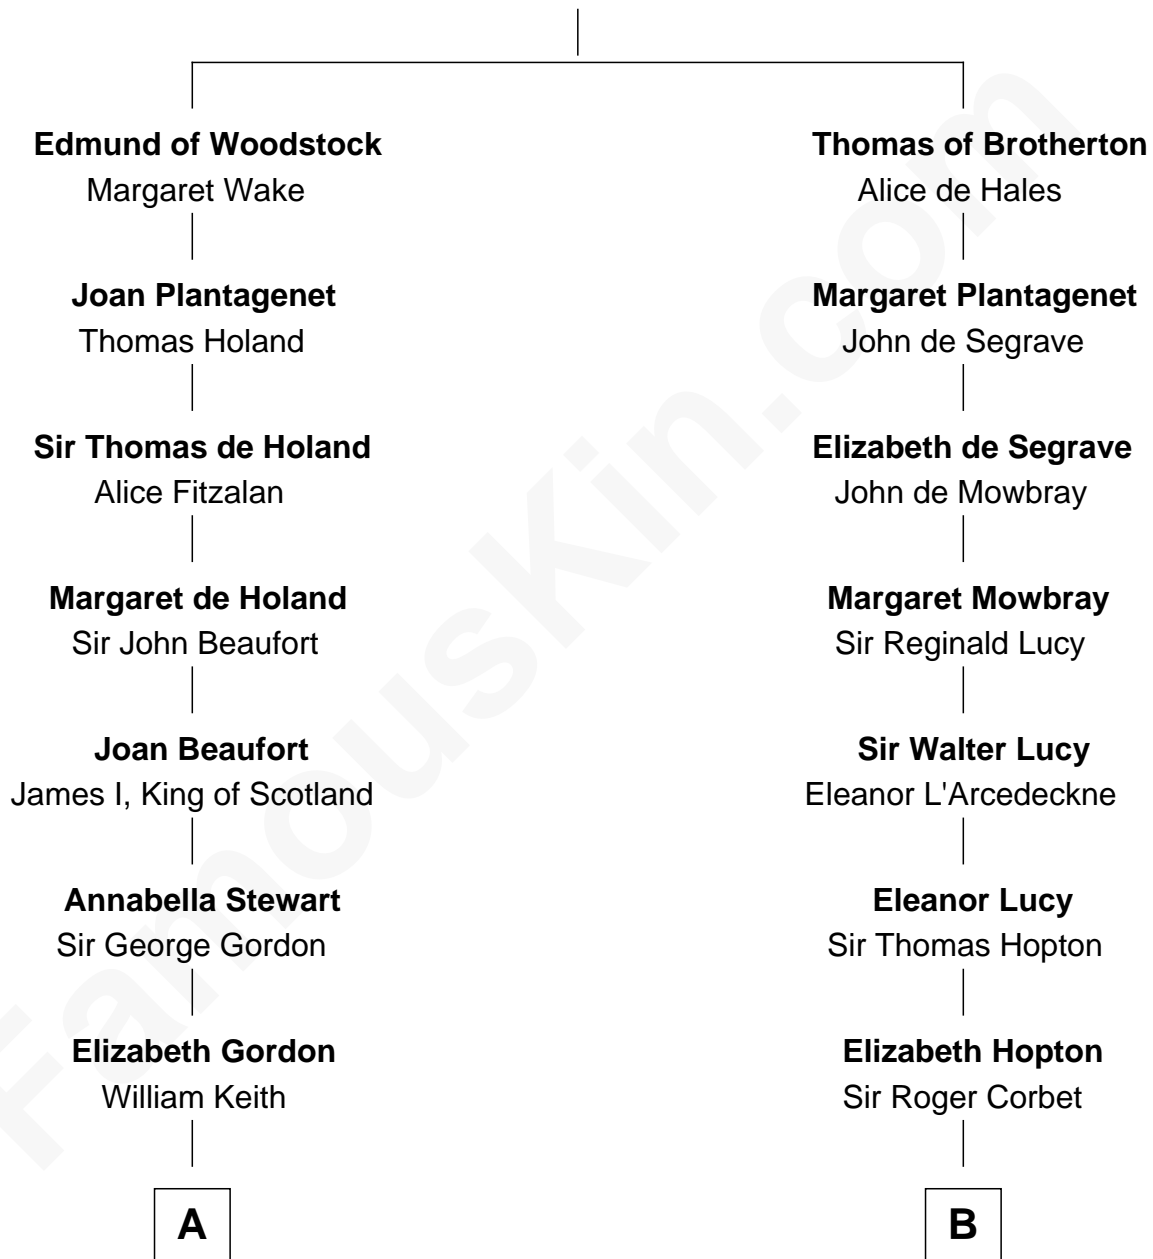 Edmund of Woodstock
Margaret Wake
Joan Plantagenet
Thomas Holand
Sir Thomas de Holand
Alice Fitzalan
Margaret de Holand
Sir John Beaufort
Joan Beaufort
James I, King of Scotland
Annabella Stewart
Sir George Gordon
Elizabeth Gordon
William Keith
A
Thomas of Brotherton
Alice de Hales
Margaret Plantagenet
John de Segrave
Elizabeth de Segrave
John de Mowbray
Margaret Mowbray
Sir Reginald Lucy
Sir Walter Lucy
Eleanor L'Arcedeckne
Eleanor Lucy
Sir Thomas Hopton
Elizabeth Hopton
Sir Roger Corbet
B
FamousKin.com